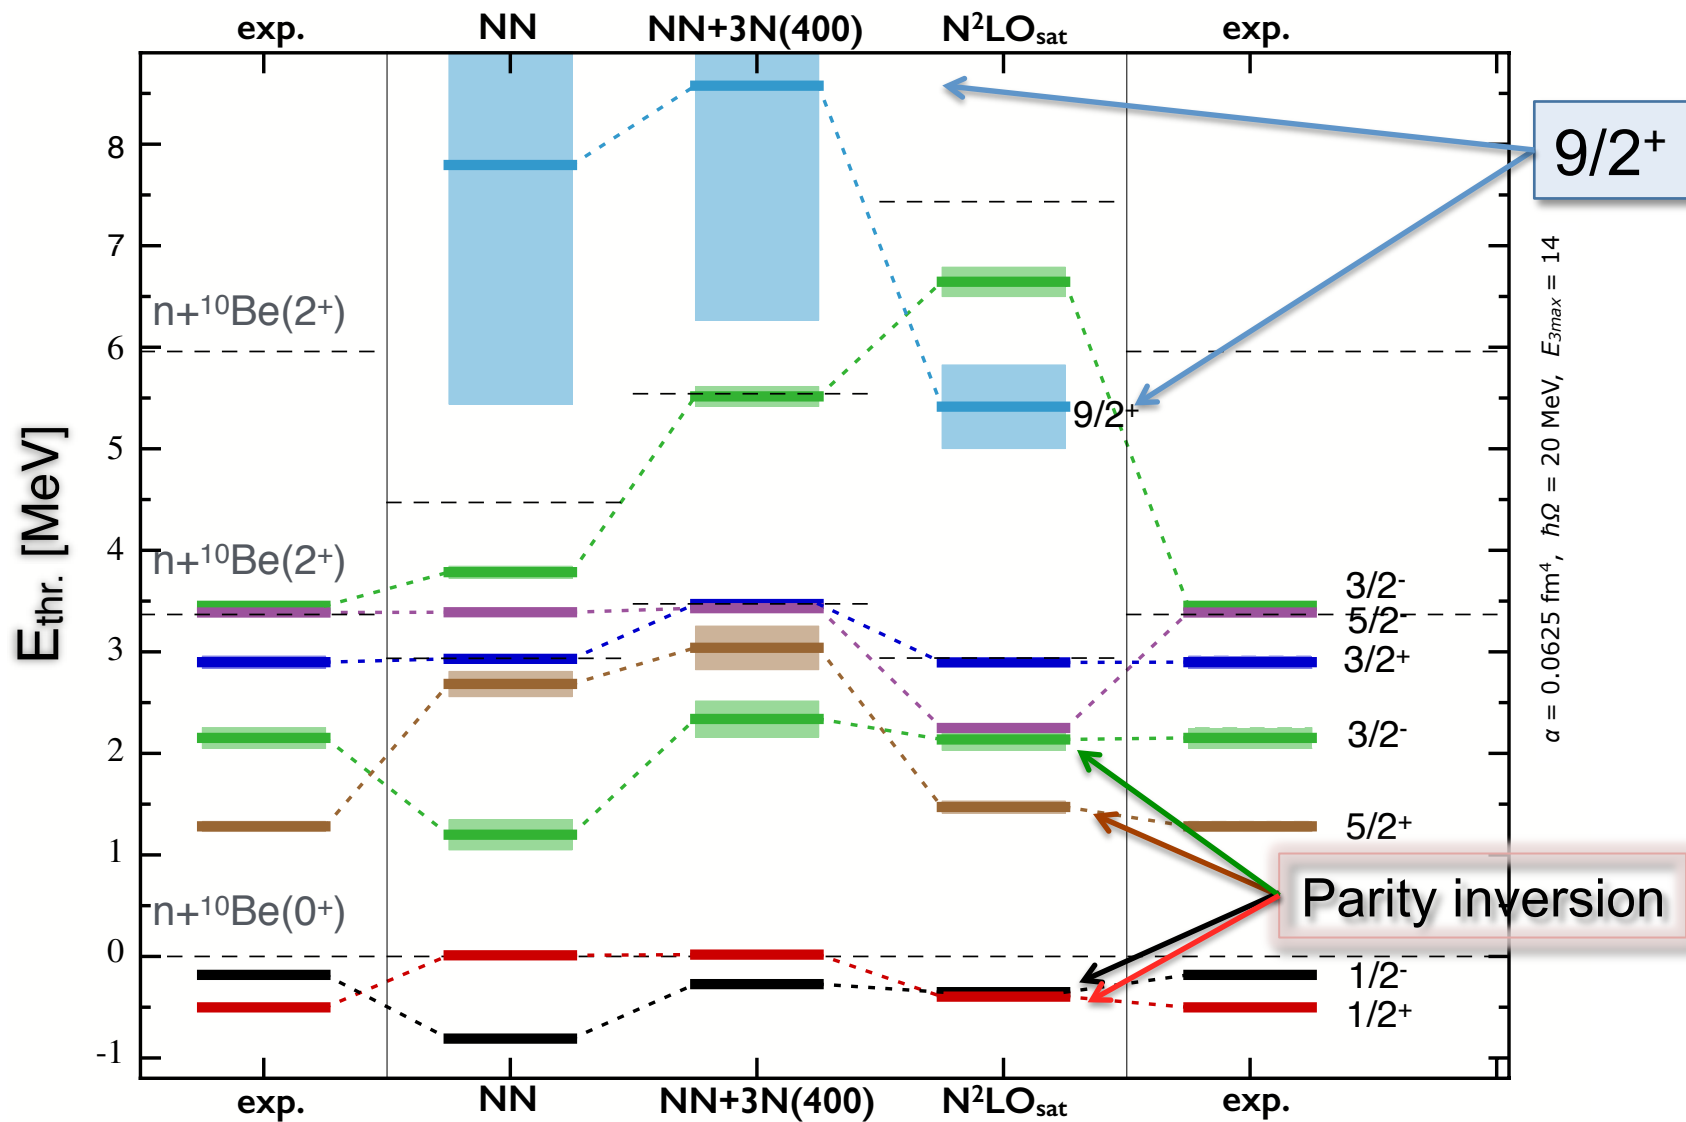 exp. NN NN+3N(400) N²LOsat exp.
9/2⁺
8
7
n+¹⁰Be(2⁺)
6
9/2⁺
5
n+¹⁰Be(2⁺)
4
3/2⁻
5/2⁻
3
3/2⁺
3/2⁻
2
5/2⁺
1
n+¹⁰Be(0⁺)
Parity inversion
0
1/2⁻
1/2⁺
-1
exp. NN NN+3N(400) N²LOsat exp.
Ethr. [MeV]
α = 0.0625 fm⁴, ℏΩ = 20 MeV, E3max = 14